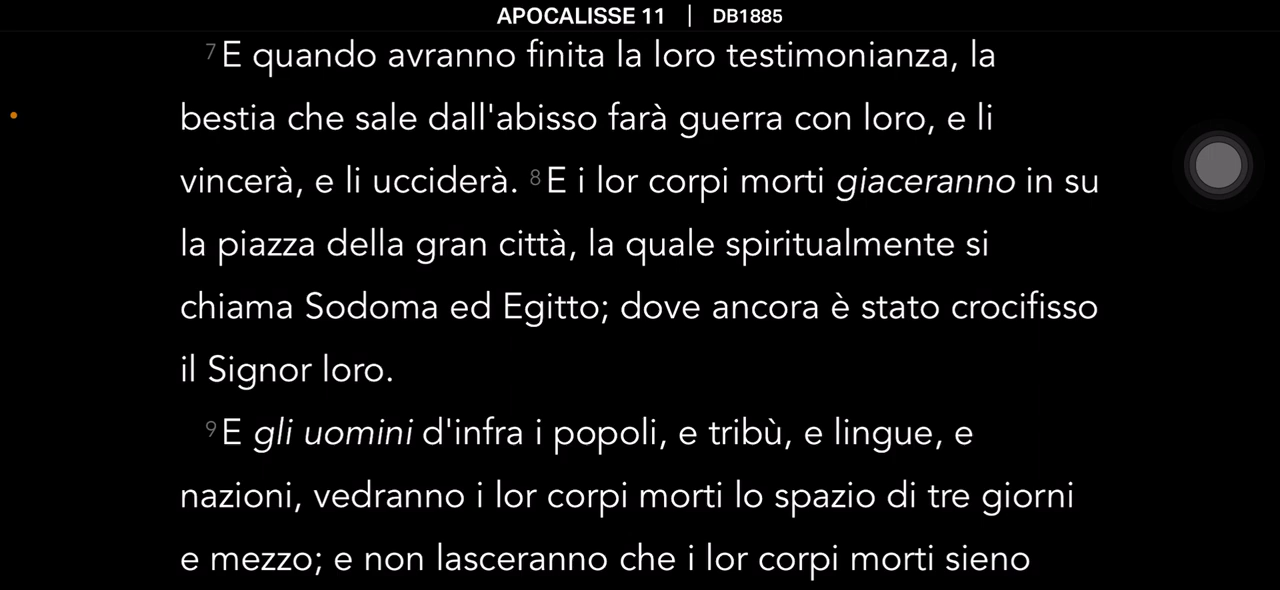 APOCALISSE 11 | DB1885
7 E quando avranno finita la loro testimonianza, la
bestia che sale dall'abisso farà guerra con loro, e li
vincerà, e li ucciderà. 8 E i lor corpi morti giaceranno in su
la piazza della gran città, la quale spiritualmente si
chiama Sodoma ed Egitto; dove ancora è stato crocifisso
il Signor loro.
9 E gli uomini d'infra i popoli, e tribù, e lingue, e
nazioni, vedranno i lor corpi morti lo spazio di tre giorni
e mezzo; e non lasceranno che i lor corpi morti sieno